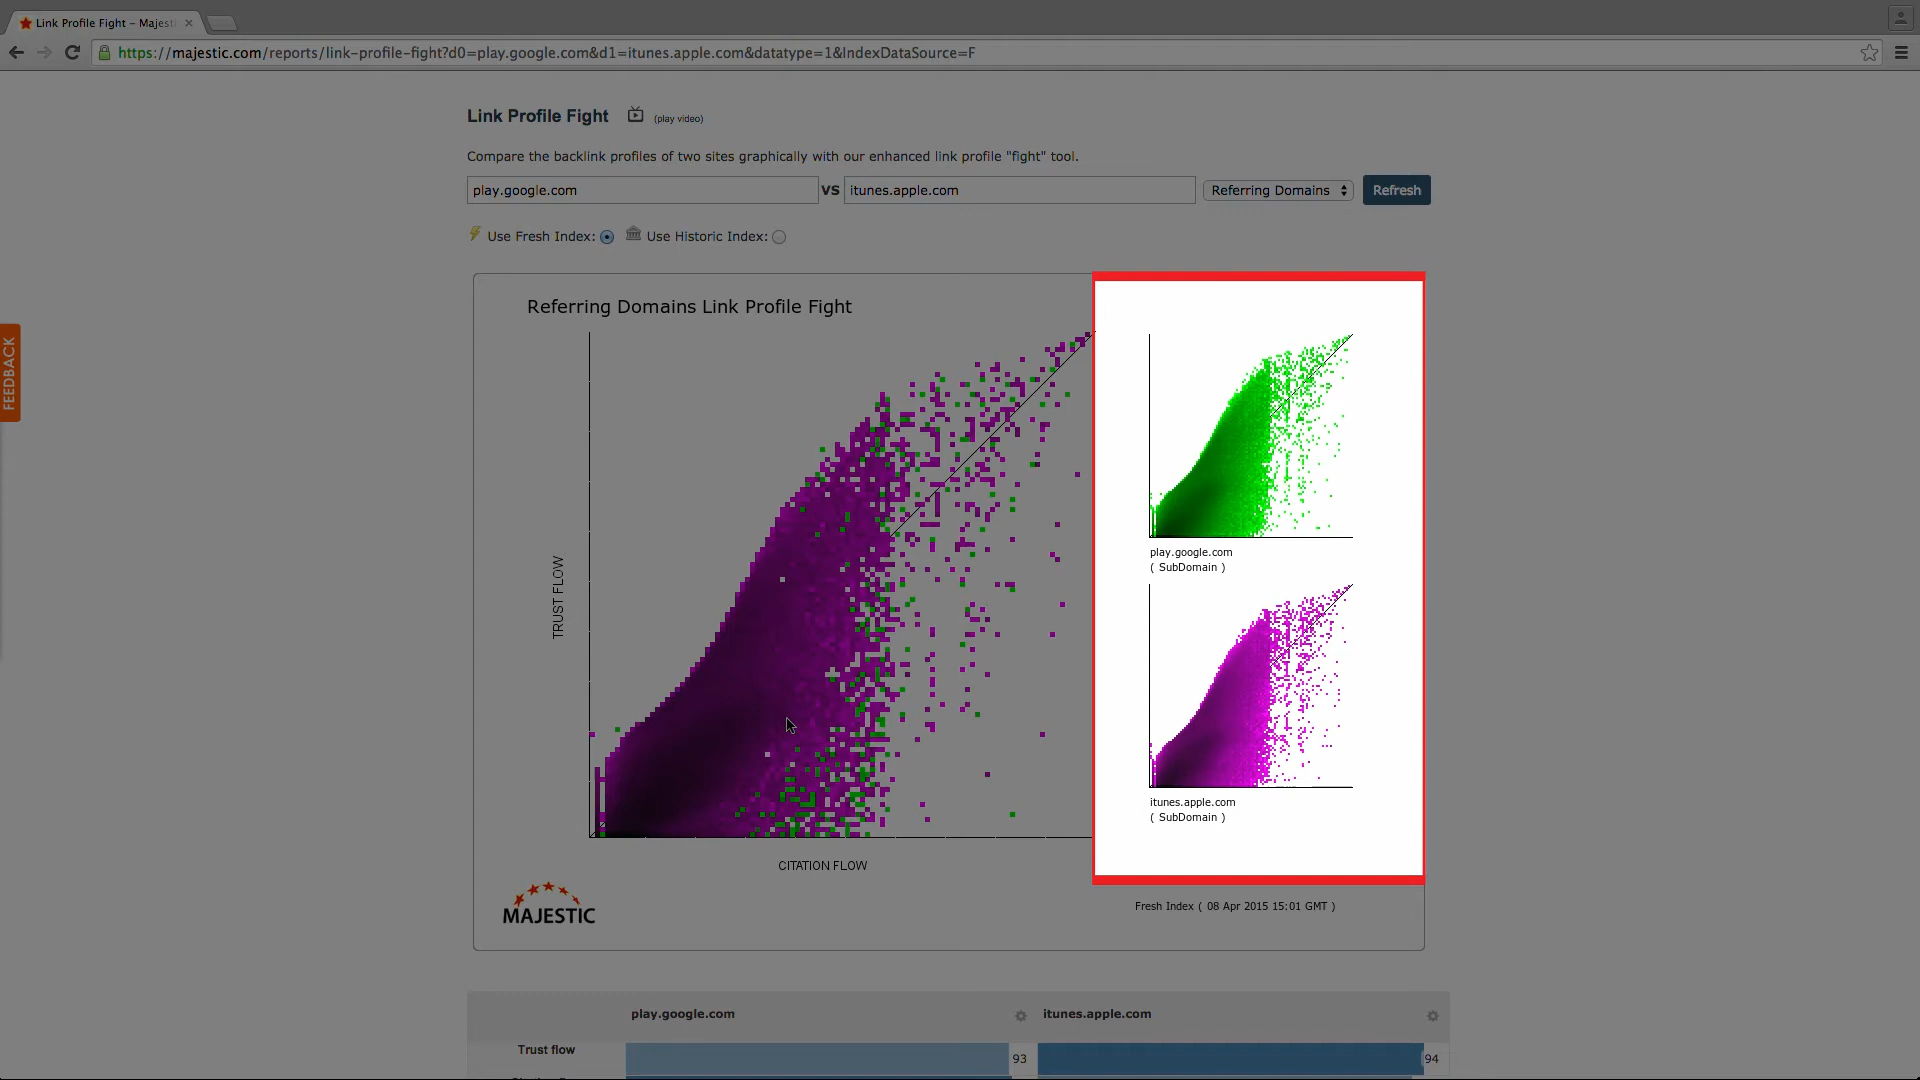 Link Profile Fight – Majest
https://majestic.com/reports/link-profile-fight?d0=play.google.com&d1=itunes.apple.com&datatype=1&IndexDataSource=F
Link Profile Fight (play video)
Compare the backlink profiles of two sites graphically with our enhanced link profile "fight" tool.
play.google.com VS itunes.apple.com Referring Domains Refresh
Use Fresh Index: Use Historic Index:
FEEDBACK
Referring Domains Link Profile Fight
TRUST FLOW
CITATION FLOW
play.google.com
( SubDomain )
itunes.apple.com
( SubDomain )
MAJESTIC
Fresh Index ( 08 Apr 2015 15:01 GMT )
play.google.com itunes.apple.com
Trust flow 93 94